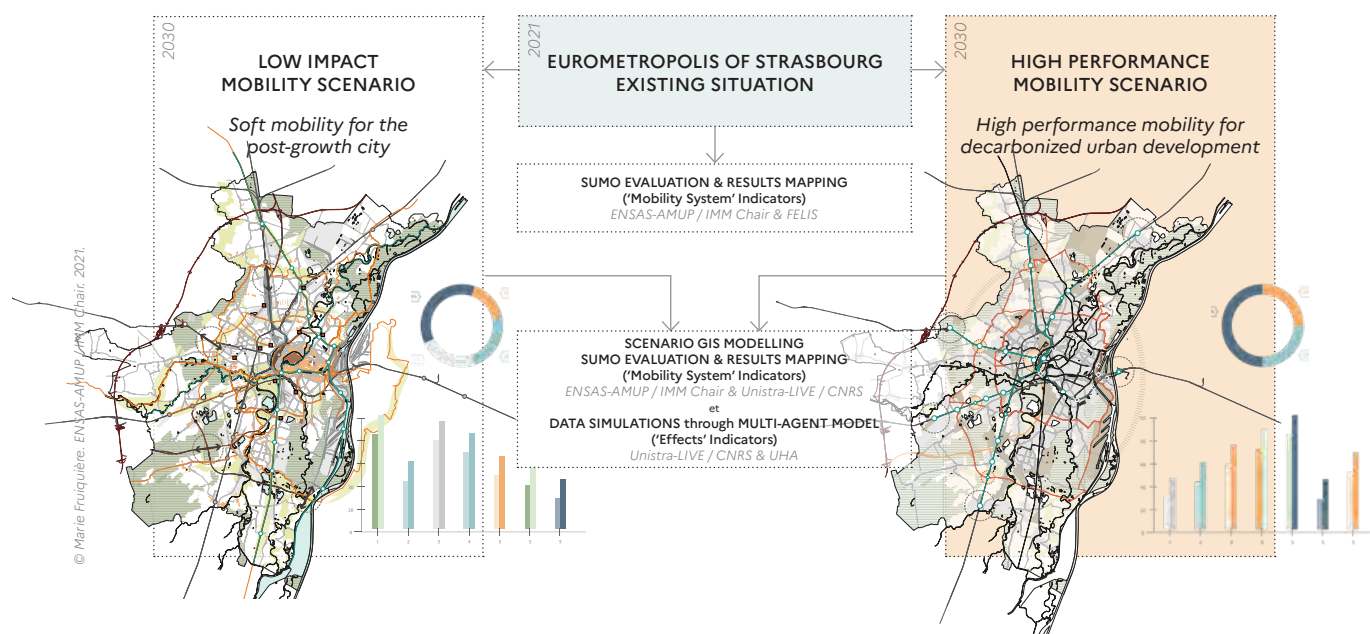 2030
LOW IMPACT
MOBILITY SCENARIO
Soft mobility for the
post-growth city
2021
EUROMETROPOLIS OF STRASBOURG
EXISTING SITUATION
2030
HIGH PERFORMANCE
MOBILITY SCENARIO
High performance mobility for
decarbonized urban development
SUMO EVALUATION & RESULTS MAPPING
('Mobility System' Indicators)
ENSAS-AMUP / IMM Chair & FELIS
SCENARIO GIS MODELLING
SUMO EVALUATION & RESULTS MAPPING
('Mobility System' Indicators)
ENSAS-AMUP / IMM Chair & Unistra-LIVE / CNRS
et
DATA SIMULATIONS through MULTI-AGENT MODEL
('Effects' Indicators)
Unistra-LIVE / CNRS & UHA
© Marie Fruiquière. ENSAS-AMUP / IMM Chair. 2021.